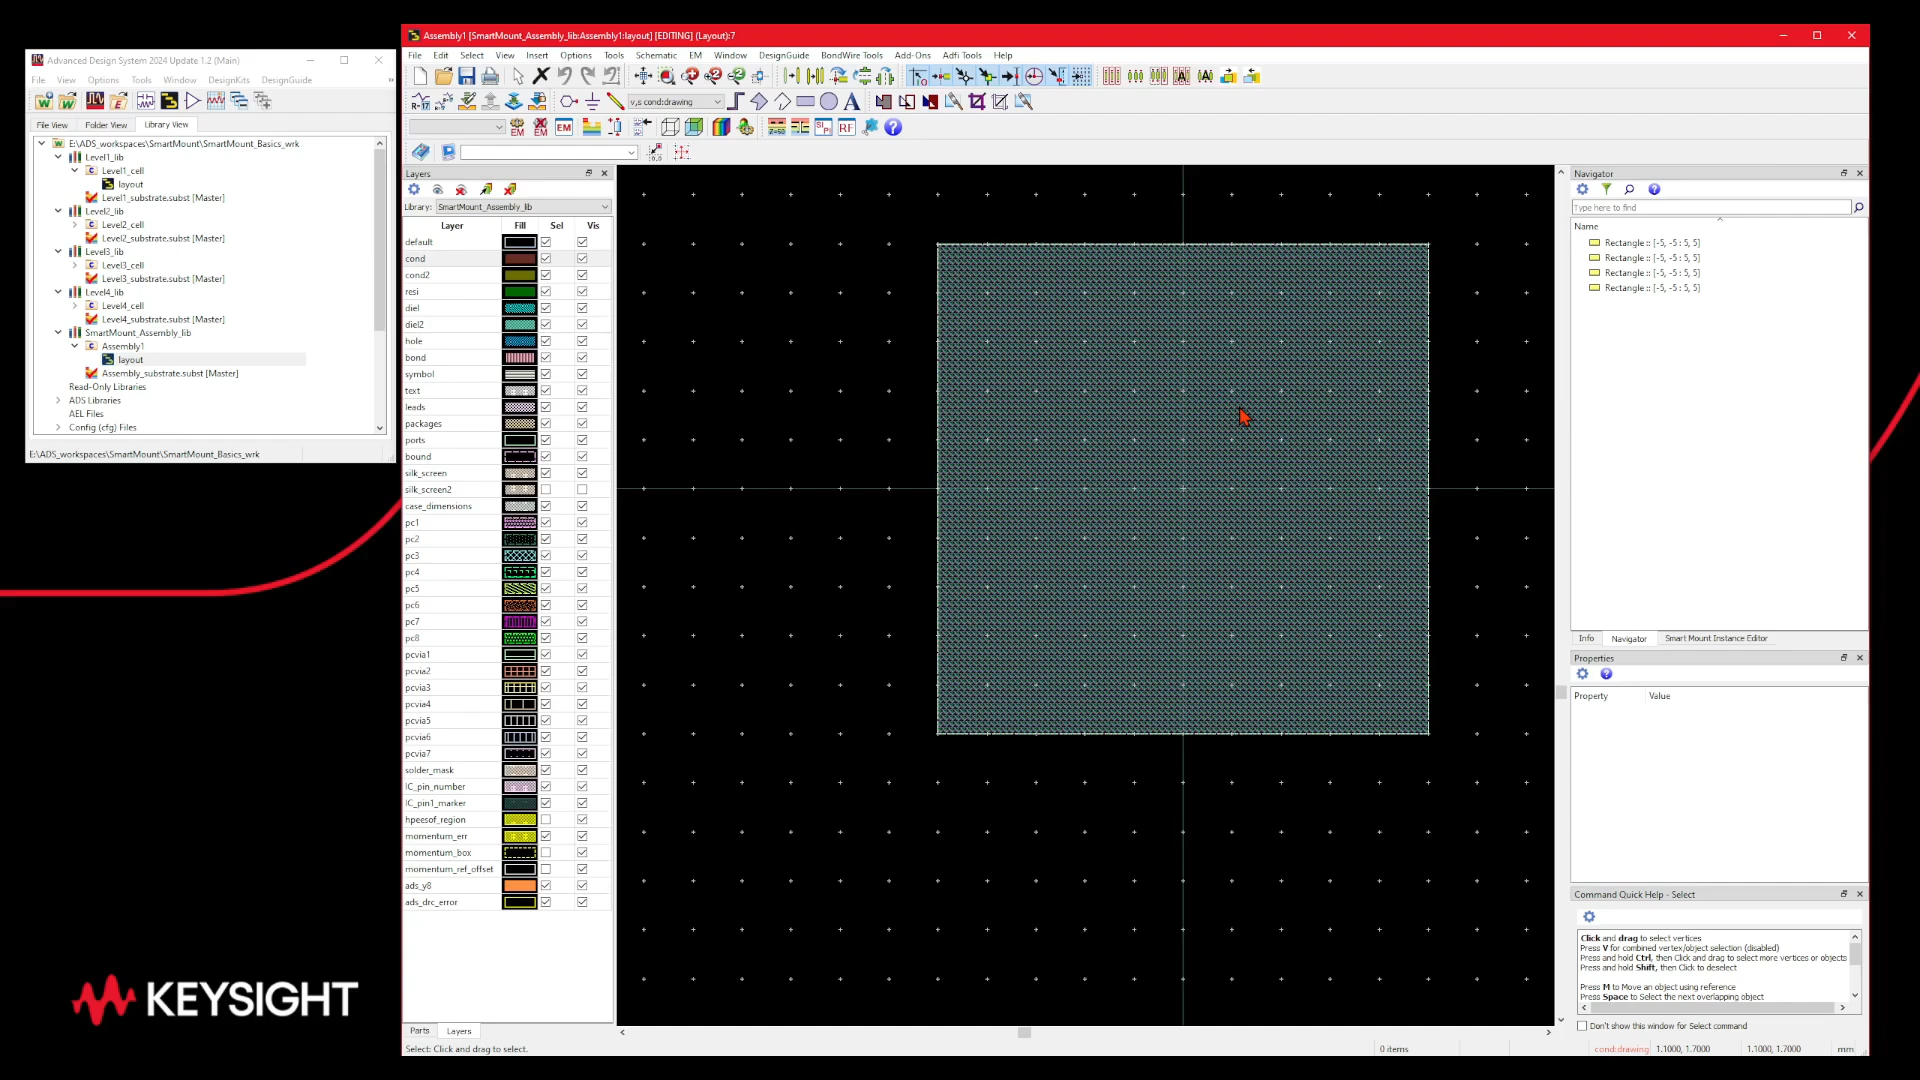 Advanced Design System 2024 Update 1.2 (Main)
File View Options Tools Window DesignKits DesignGuide
File View Folder View Library View
E:\ADS_workspaces\SmartMount\SmartMount_Basics_wrk
Level1_lib
Level1_cell
layout
Level1_substrate.subst [Master]
Level2_lib
Level2_cell
Level2_substrate.subst [Master]
Level3_lib
Level3_cell
Level3_substrate.subst [Master]
Level4_lib
Level4_cell
Level4_substrate.subst [Master]
SmartMount_Assembly_lib
Assembly1
layout
Assembly_substrate.subst [Master]
Read-Only Libraries
ADS Libraries
AEL Files
Config (cfg) Files
E:\ADS_workspaces\SmartMount\SmartMount_Basics_wrk
KEYSIGHT
Assembly1 [SmartMount_Assembly_lib:Assembly1:layout] [EDITING] (Layout):7
File Edit Select View Insert Options Tools Schematic EM Window DesignGuide BondWire Tools Add-Ons Adfi Tools Help
v,s cond:drawing
Layers
Library: SmartMount_Assembly_lib
Layer Fill Sel Vis
default
cond
cond2
resi
diel
diel2
hole
bond
symbol
text
leads
packages
ports
bound
silk_screen
silk_screen2
case_dimensions
pc1
pc2
pc3
pc4
pc5
pc6
pc7
pc8
pcvia1
pcvia2
pcvia3
pcvia4
pcvia5
pcvia6
pcvia7
solder_mask
IC_pin_number
IC_pin1_marker
hpeesof_region
momentum_err
momentum_box
momentum_ref_offset
ads_y8
ads_drc_error
Parts Layers
Select: Click and drag to select.
0 items
cond:drawing 1.1000, 1.7000 1.1000, 1.7000 mm
Navigator
Type here to find
Name
Rectangle :: [-5, -5 : 5, 5]
Rectangle :: [-5, -5 : 5, 5]
Rectangle :: [-5, -5 : 5, 5]
Rectangle :: [-5, -5 : 5, 5]
Info Navigator Smart Mount Instance Editor
Properties
Property Value
Command Quick Help - Select
Click and drag to select vertices
Press V for combined vertex/object selection (disabled)
Press and hold Ctrl, then Click and drag to select more vertices or objects
Press and hold Shift, then Click to deselect
Press M to Move an object using reference
Press Space to Select the next overlapping object
Don't show this window for Select command